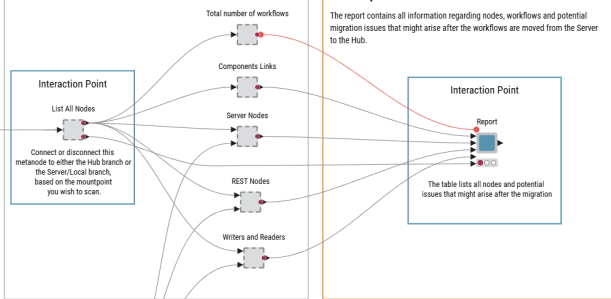 Total number of workflows
The report contains all information regarding nodes, workflows and potential
migration issues that might arise after the workflows are moved from the Server
to the Hub.
Components Links
Interaction Point
List All Nodes
Connect or disconnect this
metanode to either the Hub branch or
the Server/Local branch,
based on the mountpoint
you wish to scan.
Server Nodes
REST Nodes
Writers and Readers
Interaction Point
Report
The table lists all nodes and potential
issues that might arise after the migration